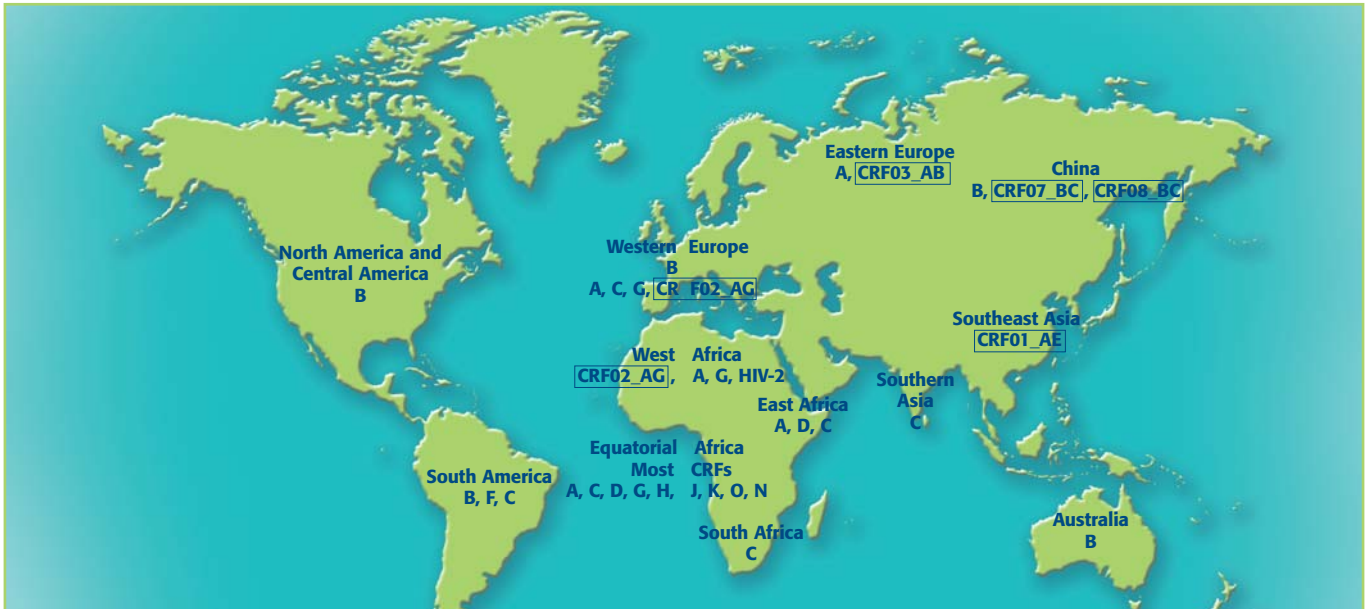 North America and
Central America
B
South America
B, F, C
Western Europe
B
A, C, G, CR F02_AG
Eastern Europe
A, CRF03_AB
China
B, CRF07_BC, CRF08_BC
Southeast Asia
CRF01_AE
Southern
Asia
C
West Africa
CRF02_AG, A, G, HIV-2
East Africa
A, D, C
Equatorial Africa
Most CRFs
A, C, D, G, H, J, K, O, N
South Africa
C
Australia
B